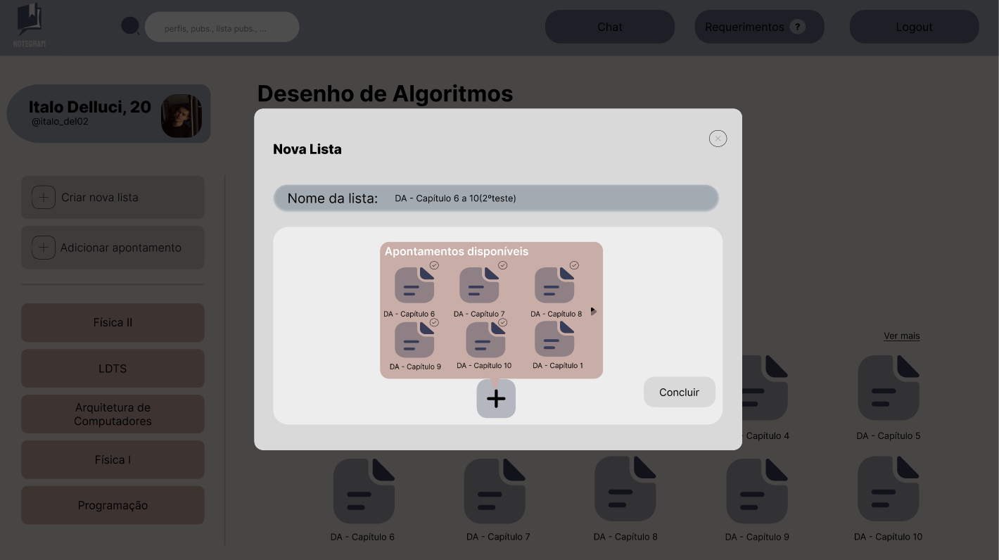 NOTEGRAM
perfis, pubs., lista pubs., ...
Chat
Requerimentos ?
Logout
Italo Delluci, 20
@italo_del02
Desenho de Algoritmos
Criar nova lista
Adicionar apontamento
Física II
LDTS
Arquitetura de
Computadores
Física I
Programação
Nova Lista
Nome da lista: DA - Capítulo 6 a 10(2ºteste)
Apontamentos disponíveis
DA - Capítulo 6
DA - Capítulo 7
DA - Capítulo 8
DA - Capítulo 9
DA - Capítulo 10
DA - Capítulo 1
Concluir
Ver mais
- Capítulo 4
DA - Capítulo 5
DA - Capítulo 6
DA - Capítulo 7
DA - Capítulo 8
DA - Capítulo 9
DA - Capítulo 10